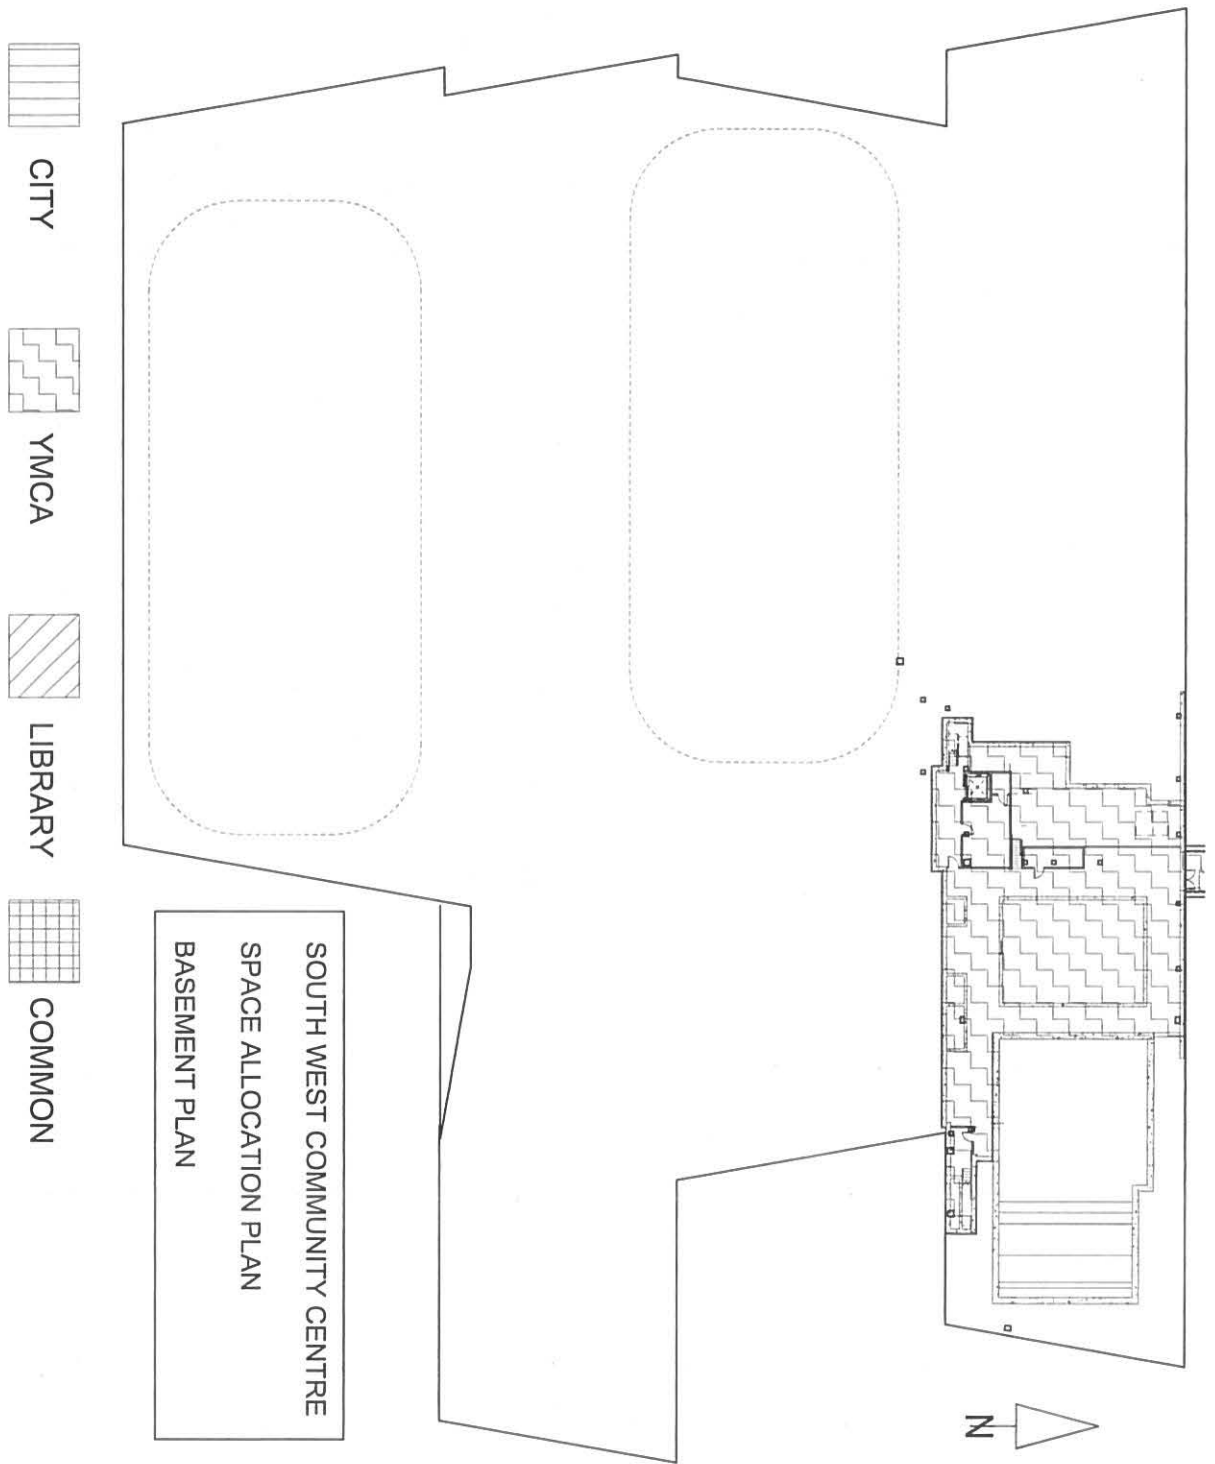 SOUTH WEST COMMUNITY CENTRE
SPACE ALLOCATION PLAN
BASEMENT PLAN
N
CITY
YMCA
LIBRARY
COMMON